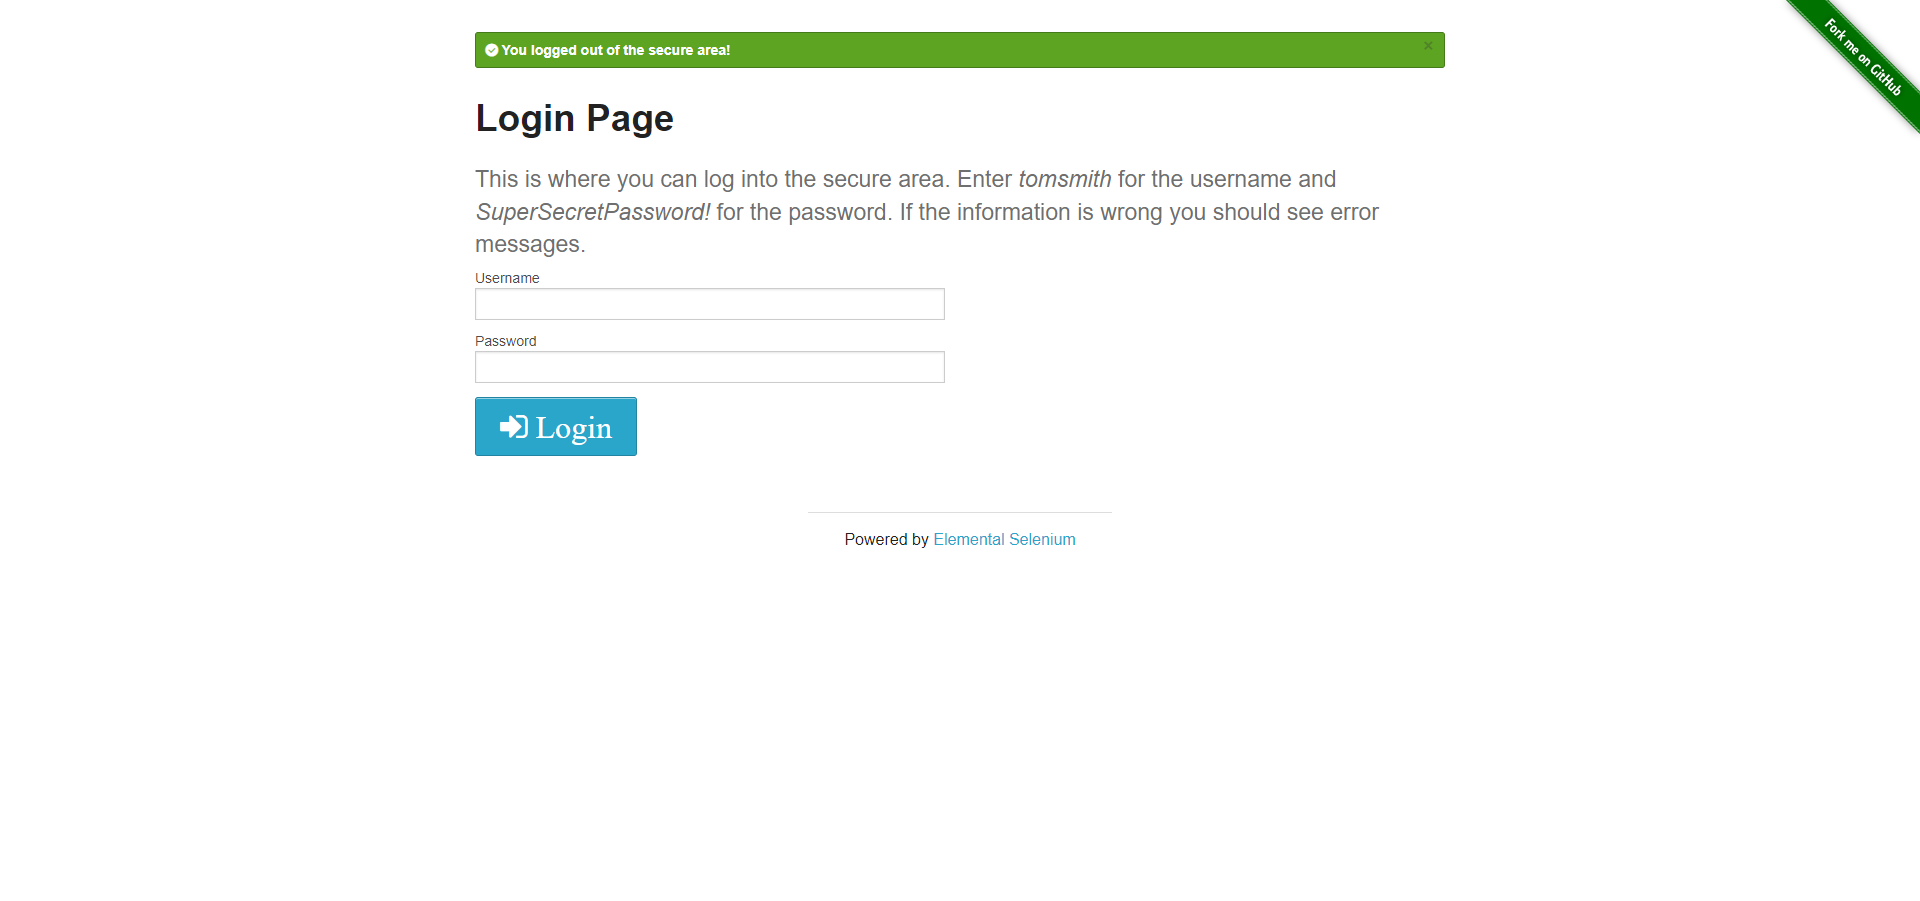 You logged out of the secure area!
×
Fork me on GitHub
Login Page
This is where you can log into the secure area. Enter tomsmith for the username and
SuperSecretPassword! for the password. If the information is wrong you should see error
messages.
Username
Password
Login
Powered by Elemental Selenium